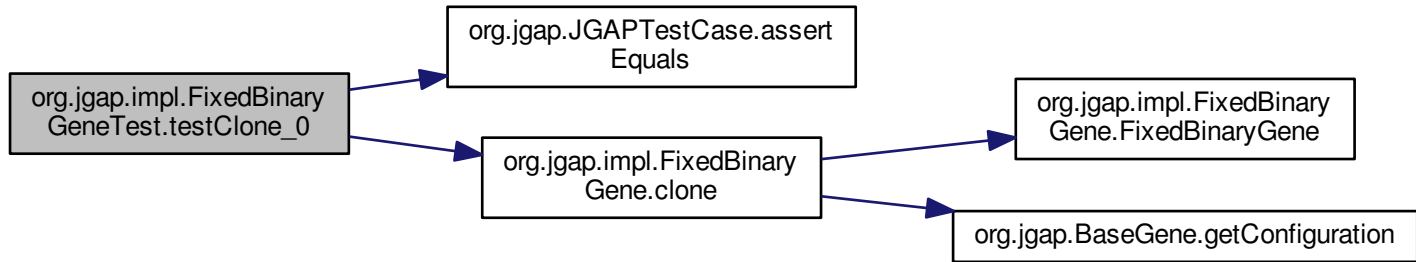 org.jgap.impl.FixedBinary
GeneTest.testClone_0
org.jgap.JGAPTestCase.assert
Equals
org.jgap.impl.FixedBinary
Gene.clone
org.jgap.impl.FixedBinary
Gene.FixedBinaryGene
org.jgap.BaseGene.getConfiguration